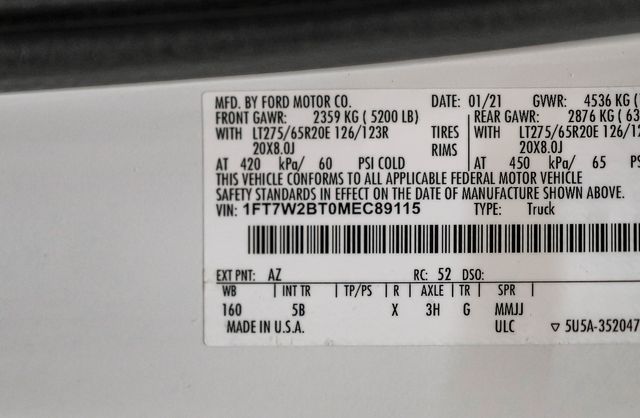 MFD. BY FORD MOTOR CO. DATE: 01/21 GVWR: 4536 KG
FRONT GAWR: 2359 KG ( 5200 LB) REAR GAWR: 2876 KG ( 63
WITH LT275/65R20E 126/123R TIRES WITH LT275/65R20E 12
20X8.0J RIMS 20X8.0J
AT 420 kPa/ 60 PSI COLD AT 450 kPa/ 65 PS
THIS VEHICLE CONFORMS TO ALL APPLICABLE FEDERAL MOTOR VEHICLE
SAFETY STANDARDS IN EFFECT ON THE DATE OF MANUFACTURE SHOWN ABOVE.
VIN: 1FT7W2BT0MEC89115 TYPE: Truck
EXT PNT: AZ RC: 52 DSO:
WB | INT TR | TP/PS | R | AXLE | TR | SPR |
160 5B X 3H G MMJJ
MADE IN U.S.A. ULC ▽ 5U5A-352047